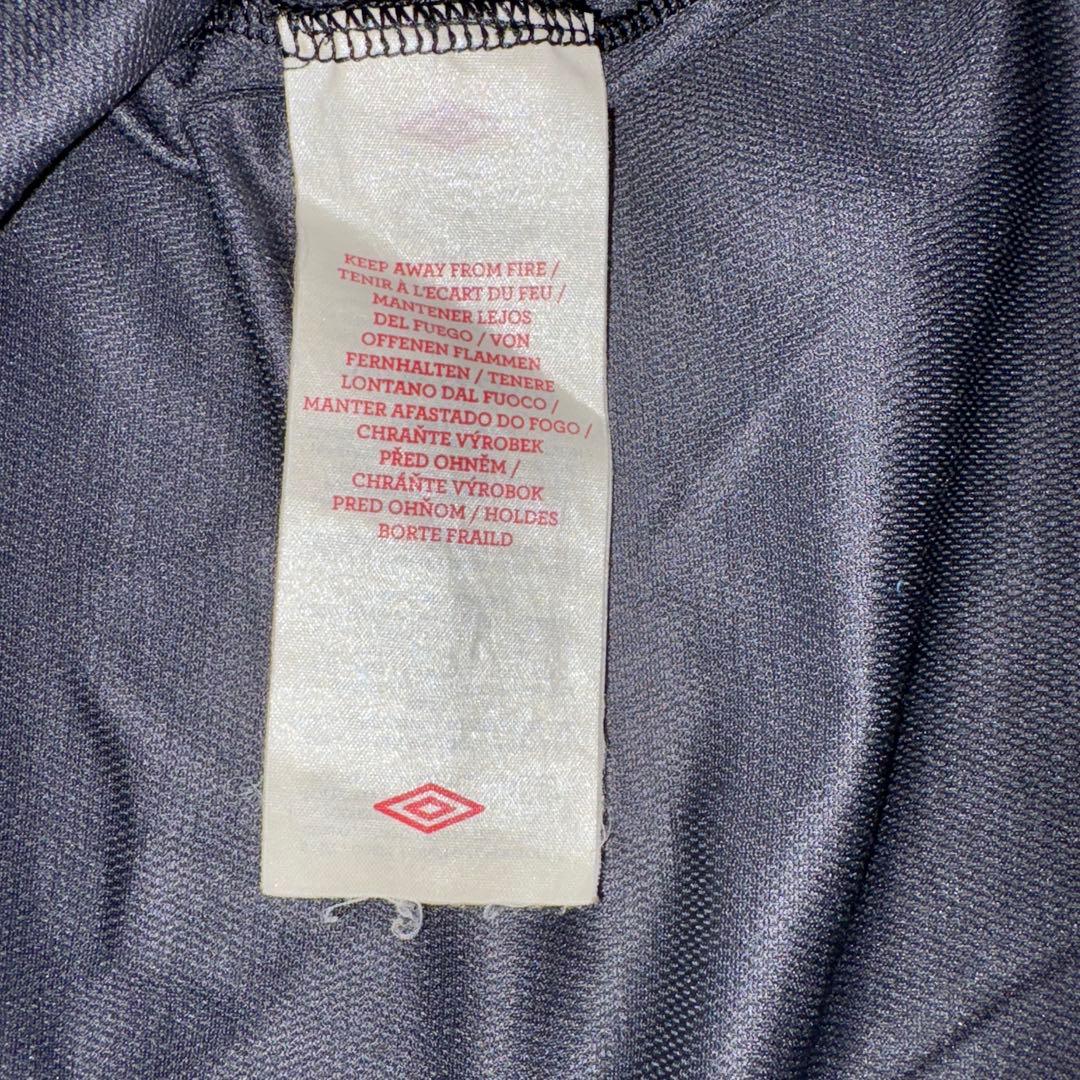 KEEP AWAY FROM FIRE /
TENIR À L'ECART DU FEU /
MANTENER LEJOS
DEL FUEGO / VON
OFFENEN FLAMMEN
FERNHALTEN / TENERE
LONTANO DAL FUOCO /
MANTER AFASTADO DO FOGO /
CHRAŇTE VÝROBEK
PŘED OHNĚM /
CHRÁŇTE VÝROBOK
PRED OHŇOM / HOLDES
BORTE FRAILD